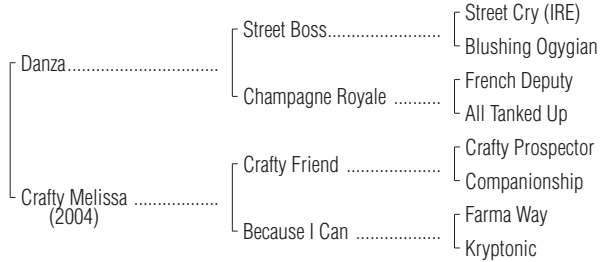 Street Cry (IRE)
Street Boss........................
Blushing Ogygian
Danza................................
French Deputy
Champagne Royale ..........
All Tanked Up
Crafty Prospector
Crafty Friend ....................
Companionship
Crafty Melissa ..................
(2004)
Farma Way
Because I Can ..................
Kryptonic